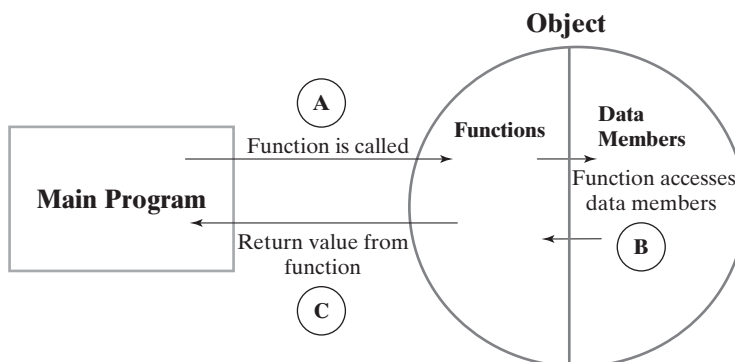 Object
A
Functions
Data
Members
Function is called
Function accesses
data members
Main Program
Return value from
function
B
C